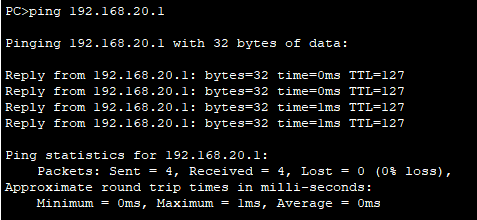 PC>ping 192.168.20.1
Pinging 192.168.20.1 with 32 bytes of data:
Reply from 192.168.20.1: bytes=32 time=0ms TTL=127
Reply from 192.168.20.1: bytes=32 time=0ms TTL=127
Reply from 192.168.20.1: bytes=32 time=1ms TTL=127
Reply from 192.168.20.1: bytes=32 time=1ms TTL=127
Ping statistics for 192.168.20.1:
    Packets: Sent = 4, Received = 4, Lost = 0 (0% loss),
Approximate round trip times in milli-seconds:
    Minimum = 0ms, Maximum = 1ms, Average = 0ms